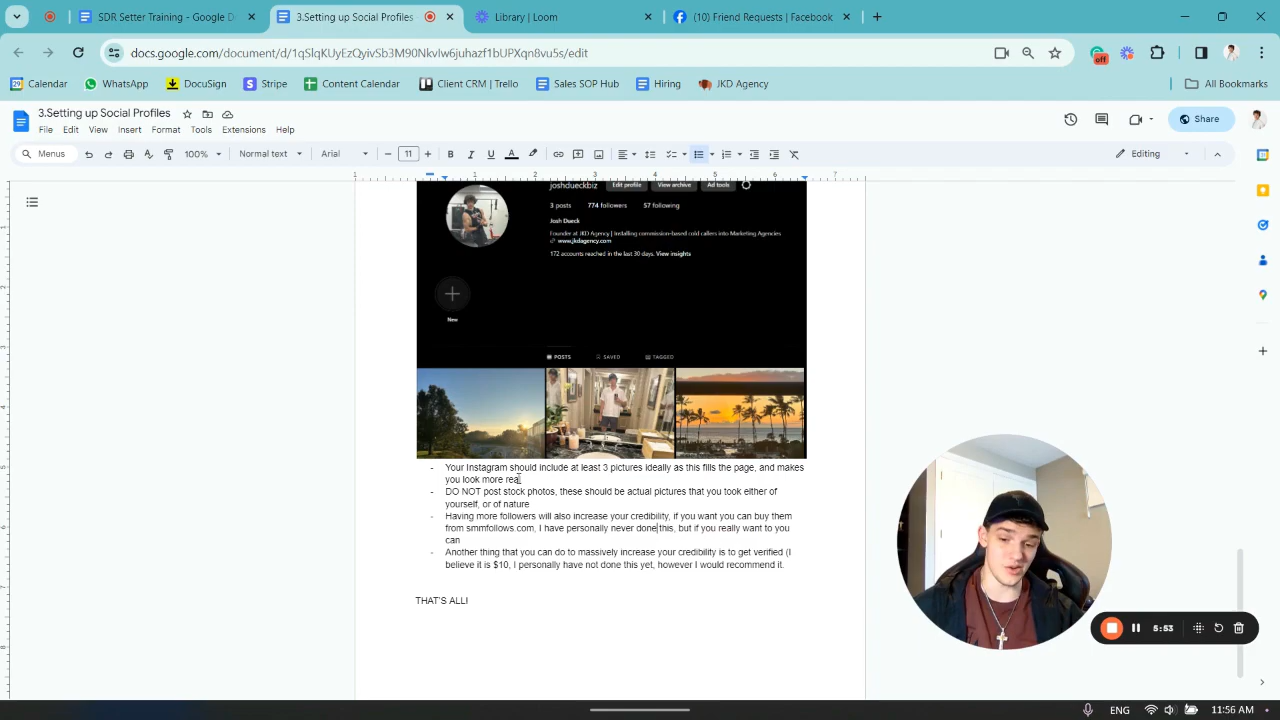 SDR Setter Training - Google D
3.Setting up Social Profiles
Library | Loom
(10) Friend Requests | Facebook
docs.google.com/document/d/1qSlqKUyEzQyivSb3M90NkvIw6juhazf1bUPXqn8vu5s/edit
off
Calendar
WhatsApp
DocuSign
Stripe
Content Calendar
Client CRM | Trello
Sales SOP Docs
Hiring
JKD Agency
All Bookmarks
3.Setting up Social Profiles
Share
File Edit View Insert Format Tools Extensions Help
Menus
100%
Normal text
Arial
11
Editing
joshdueckbiz Edit profile View archive Ad tools
3 posts 774 followers 57 following
Josh Dueck
Founder at JKD Agency | Installing commission-based cold callers into Marketing Agencies
www.jkdagency.com
172 accounts reached in the last 30 days. View insights
New
POSTS SAVED TAGGED
- Your Instagram should include at least 3 pictures ideally as this fills the page, and makes
you look more real
- DO NOT post stock photos, these should be actual pictures that you took either of
yourself, or of nature
- Having more followers will also increase your credibility, if you want you can buy them
from smmfollows.com, I have personally never done this, but if you really want to you
can
- Another thing that you can do to massively increase your credibility is to get verified (I
believe it is $10, I personally have not done this yet, however I would recommend it.
THAT'S ALL!
5:53
ENG
11:56 AM